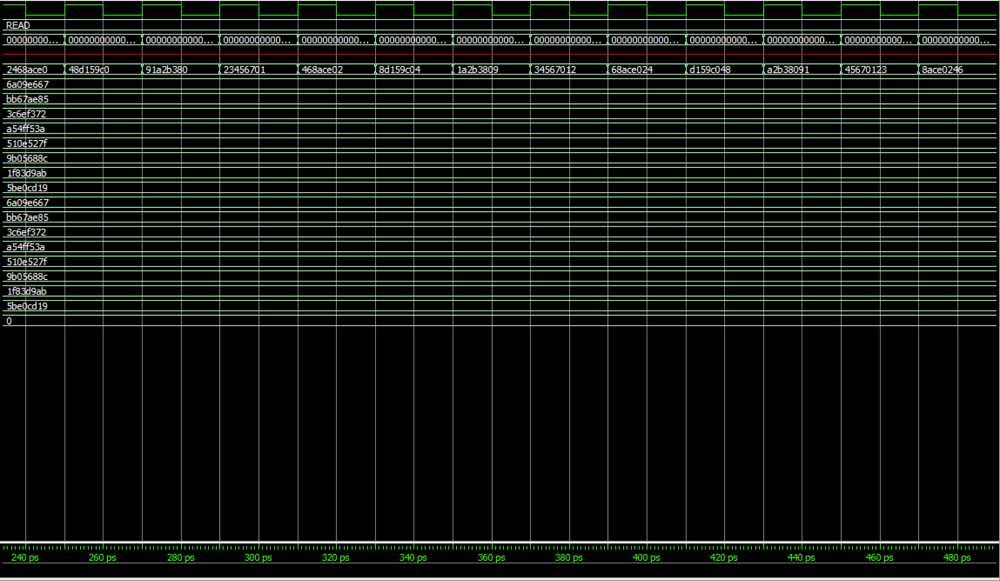 READ
00000000... 00000000000... 00000000000... 00000000000... 00000000000... 00000000000... 00000000000... 00000000000... 00000000000... 00000000000... 00000000000... 00000000000... 00000000000...
2468ace0 48d159c0 91a2b380 23456701 468ace02 8d159c04 1a2b3809 34567012 68ace024 d159c048 a2b38091 45670123 8ace0246
6a09e667
bb67ae85
3c6ef372
a54ff53a
510e527f
9b05688c
1f83d9ab
5be0cd19
6a09e667
bb67ae85
3c6ef372
a54ff53a
510e527f
9b05688c
1f83d9ab
5be0cd19
0
240 ps 260 ps 280 ps 300 ps 320 ps 340 ps 360 ps 380 ps 400 ps 420 ps 440 ps 460 ps 480 ps